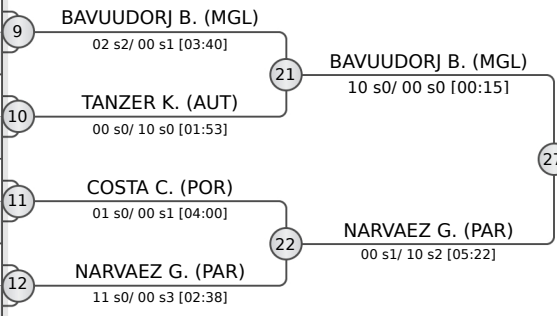 BAVUUDORJ B. (MGL)
9
02 s2/ 00 s1 [03:40]
21
BAVUUDORJ B. (MGL)
10 s0/ 00 s0 [00:15]
TANZER K. (AUT)
10
00 s0/ 10 s0 [01:53]
27
COSTA C. (POR)
11
01 s0/ 00 s1 [04:00]
22
NARVAEZ G. (PAR)
00 s1/ 10 s2 [05:22]
NARVAEZ G. (PAR)
12
11 s0/ 00 s3 [02:38]